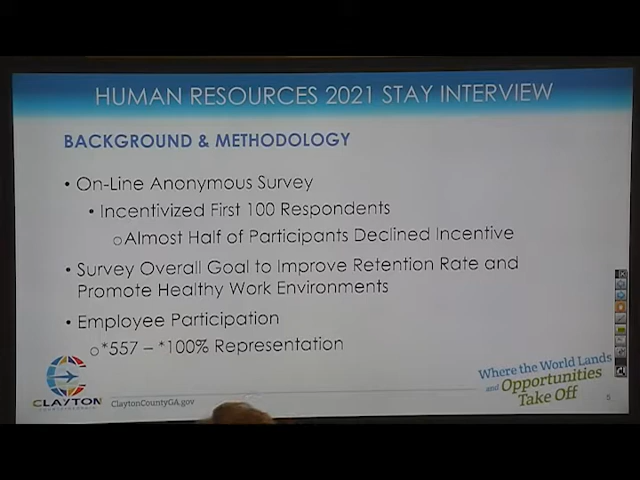 HUMAN RESOURCES 2021 STAY INTERVIEW
BACKGROUND & METHODOLOGY
• On-Line Anonymous Survey
• Incentivized First 100 Respondents
o Almost Half of Participants Declined Incentive
• Survey Overall Goal to Improve Retention Rate and
Promote Healthy Work Environments
• Employee Participation
o *557 – *100% Representation
CLAYTON
ClaytonCountyGA.gov
Where the World Lands
and Opportunities
Take Off
5